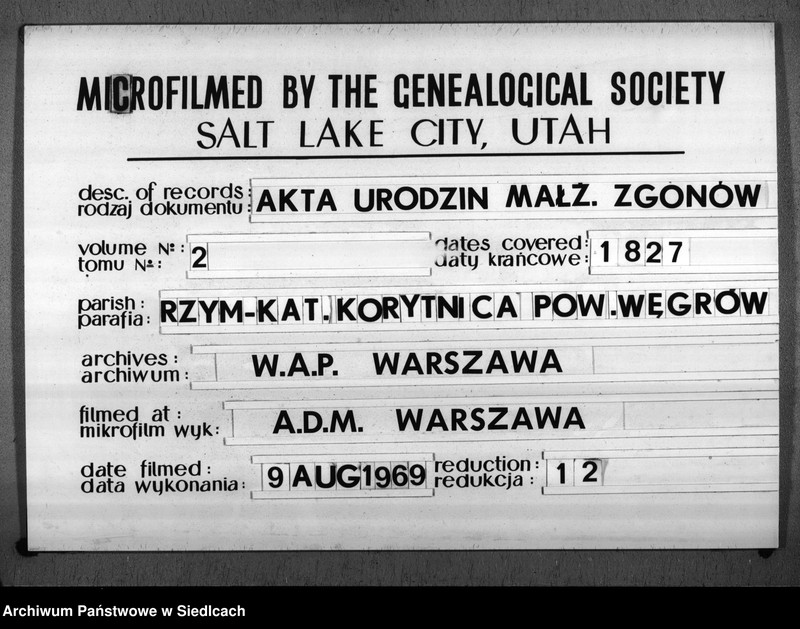 MICROFILMED BY THE GENEALOGICAL SOCIETY
SALT LAKE CITY, UTAH
desc. of records: AKTA URODZIN MAŁŻ. ZGONÓW
rodzaj dokumentu:
volume №: 2 dates covered: 1827
tomu №: daty krańcowe:
parish: RZYM-KAT. KORYTNICA POW. WĘGRÓW
parafia:
archives: W.A.P. WARSZAWA
archiwum:
filmed at: A.D.M. WARSZAWA
mikrofilm wyk:
date filmed: 9 AUG 1969 reduction: 12
data wykonania: redukcja:
Archiwum Państwowe w Siedlcach